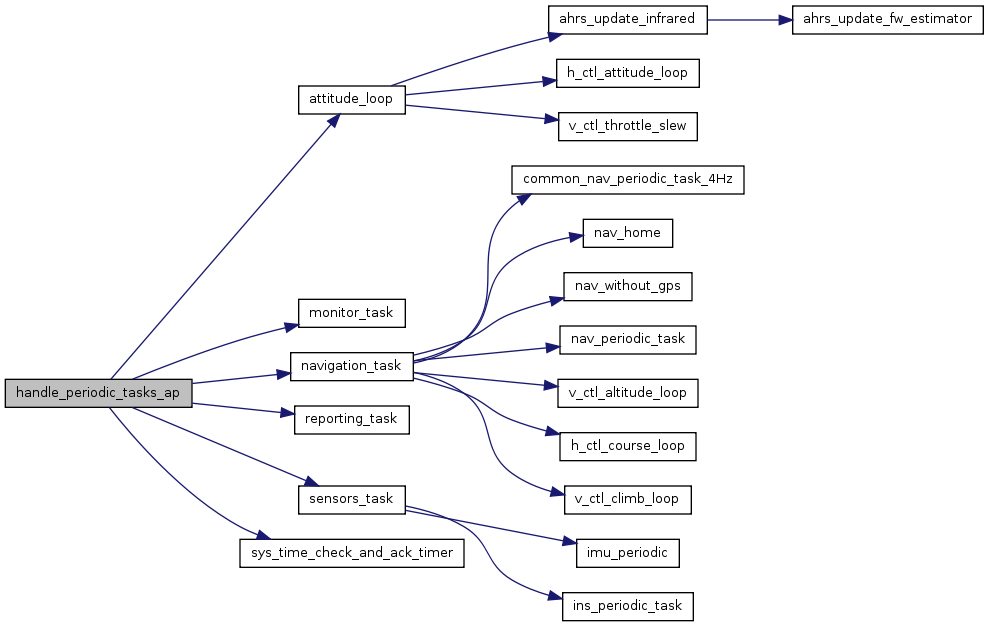 handle_periodic_tasks_ap
attitude_loop
ahrs_update_infrared
ahrs_update_fw_estimator
h_ctl_attitude_loop
v_ctl_throttle_slew
monitor_task
navigation_task
common_nav_periodic_task_4Hz
nav_home
nav_without_gps
nav_periodic_task
v_ctl_altitude_loop
h_ctl_course_loop
v_ctl_climb_loop
reporting_task
sensors_task
imu_periodic
ins_periodic_task
sys_time_check_and_ack_timer